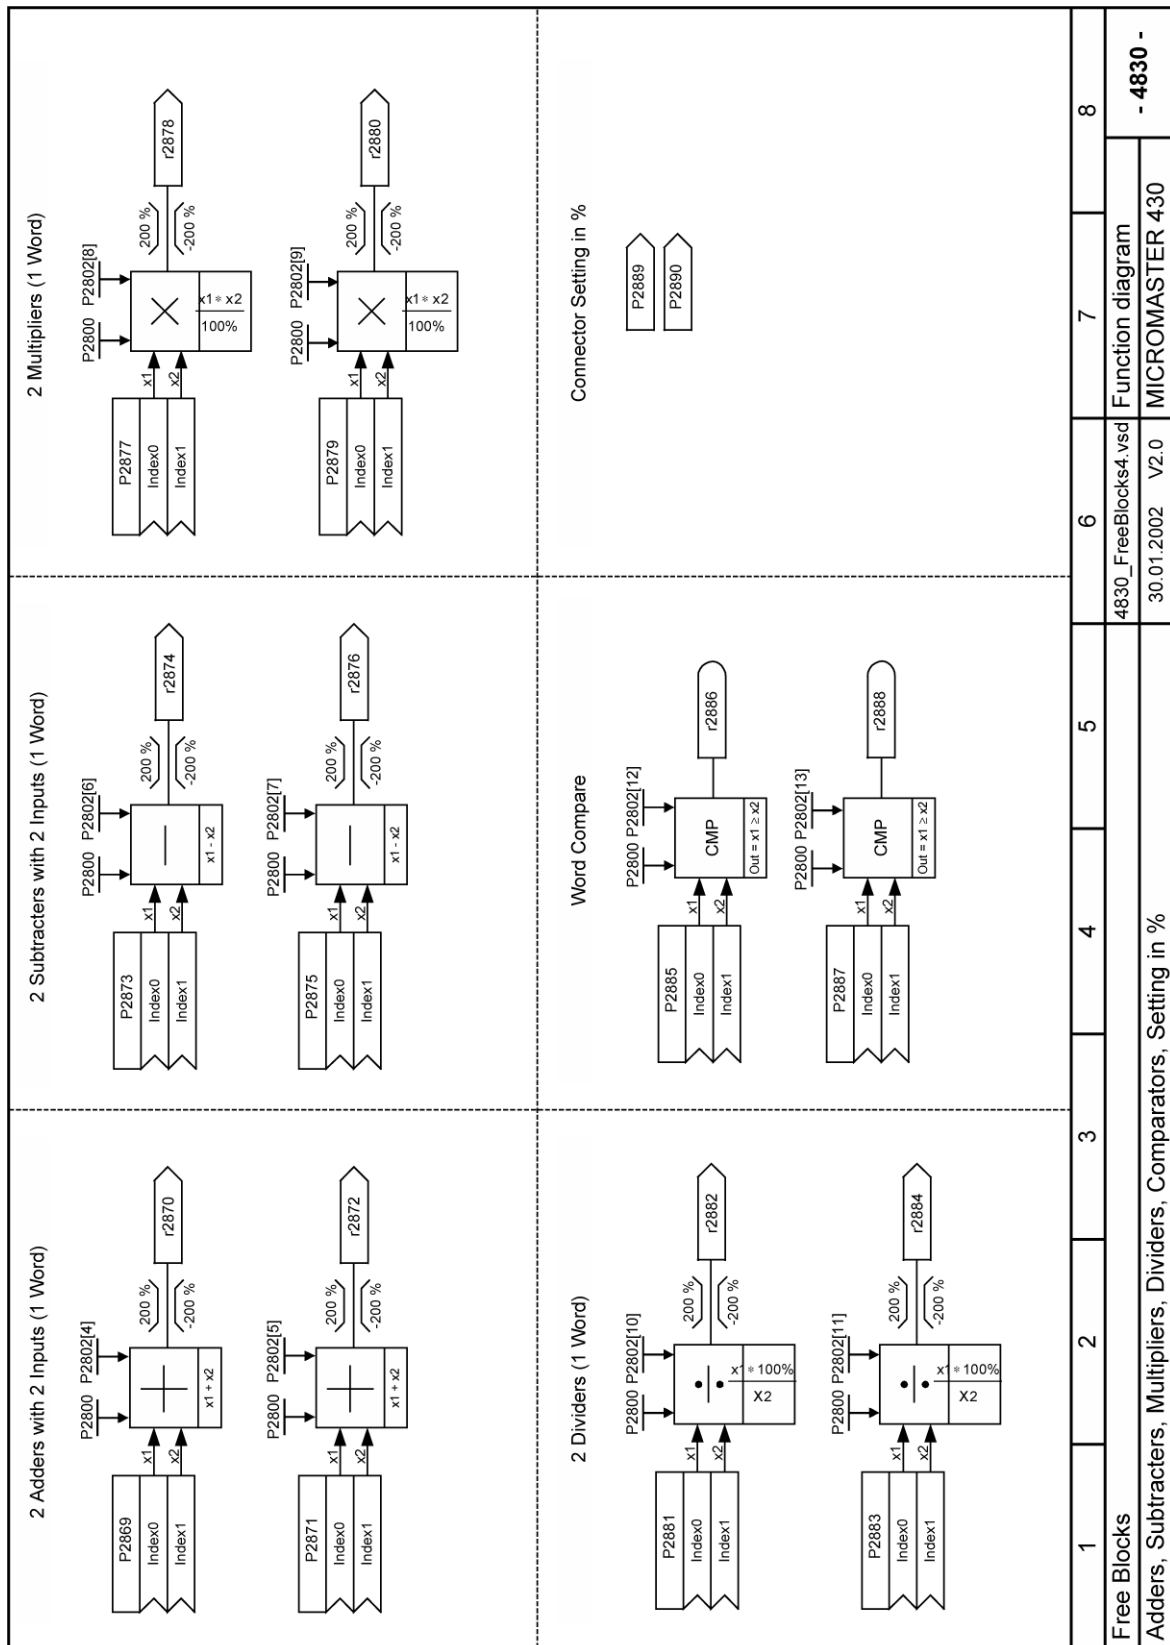 2 Adders with 2 Inputs (1 Word)
P2800 P2802[4]
P2869
Index0
Index1
x1
x2
x1 + x2
200 %
-200 %
r2870
P2800 P2802[5]
P2871
Index0
Index1
x1
x2
x1 + x2
200 %
-200 %
r2872
2 Subtracters with 2 Inputs (1 Word)
P2800 P2802[6]
P2873
Index0
Index1
x1
x2
x1 - x2
200 %
-200 %
r2874
P2800 P2802[7]
P2875
Index0
Index1
x1
x2
x1 - x2
200 %
-200 %
r2876
2 Multipliers (1 Word)
P2800 P2802[8]
P2877
Index0
Index1
x1
x2
x1 * x2
100%
200 %
-200 %
r2878
P2800 P2802[9]
P2879
Index0
Index1
x1
x2
x1 * x2
100%
200 %
-200 %
r2880
2 Dividers (1 Word)
P2800 P2802[10]
P2881
Index0
Index1
x1
x2
x1 * 100%
X2
200 %
-200 %
r2882
P2800 P2802[11]
P2883
Index0
Index1
x1
x2
x1 * 100%
X2
200 %
-200 %
r2884
Word Compare
P2800 P2802[12]
P2885
Index0
Index1
x1
x2
CMP
Out = x1 ≥ x2
r2886
P2800 P2802[13]
P2887
Index0
Index1
x1
x2
CMP
Out = x1 ≥ x2
r2888
Connector Setting in %
P2889
P2890
1 2 3 4 5 6 7 8
Free Blocks 4830_FreeBlocks4.vsd Function diagram - 4830 -
Adders, Subtracters, Multipliers, Dividers, Comparators, Setting in % 30.01.2002 V2.0 MICROMASTER 430